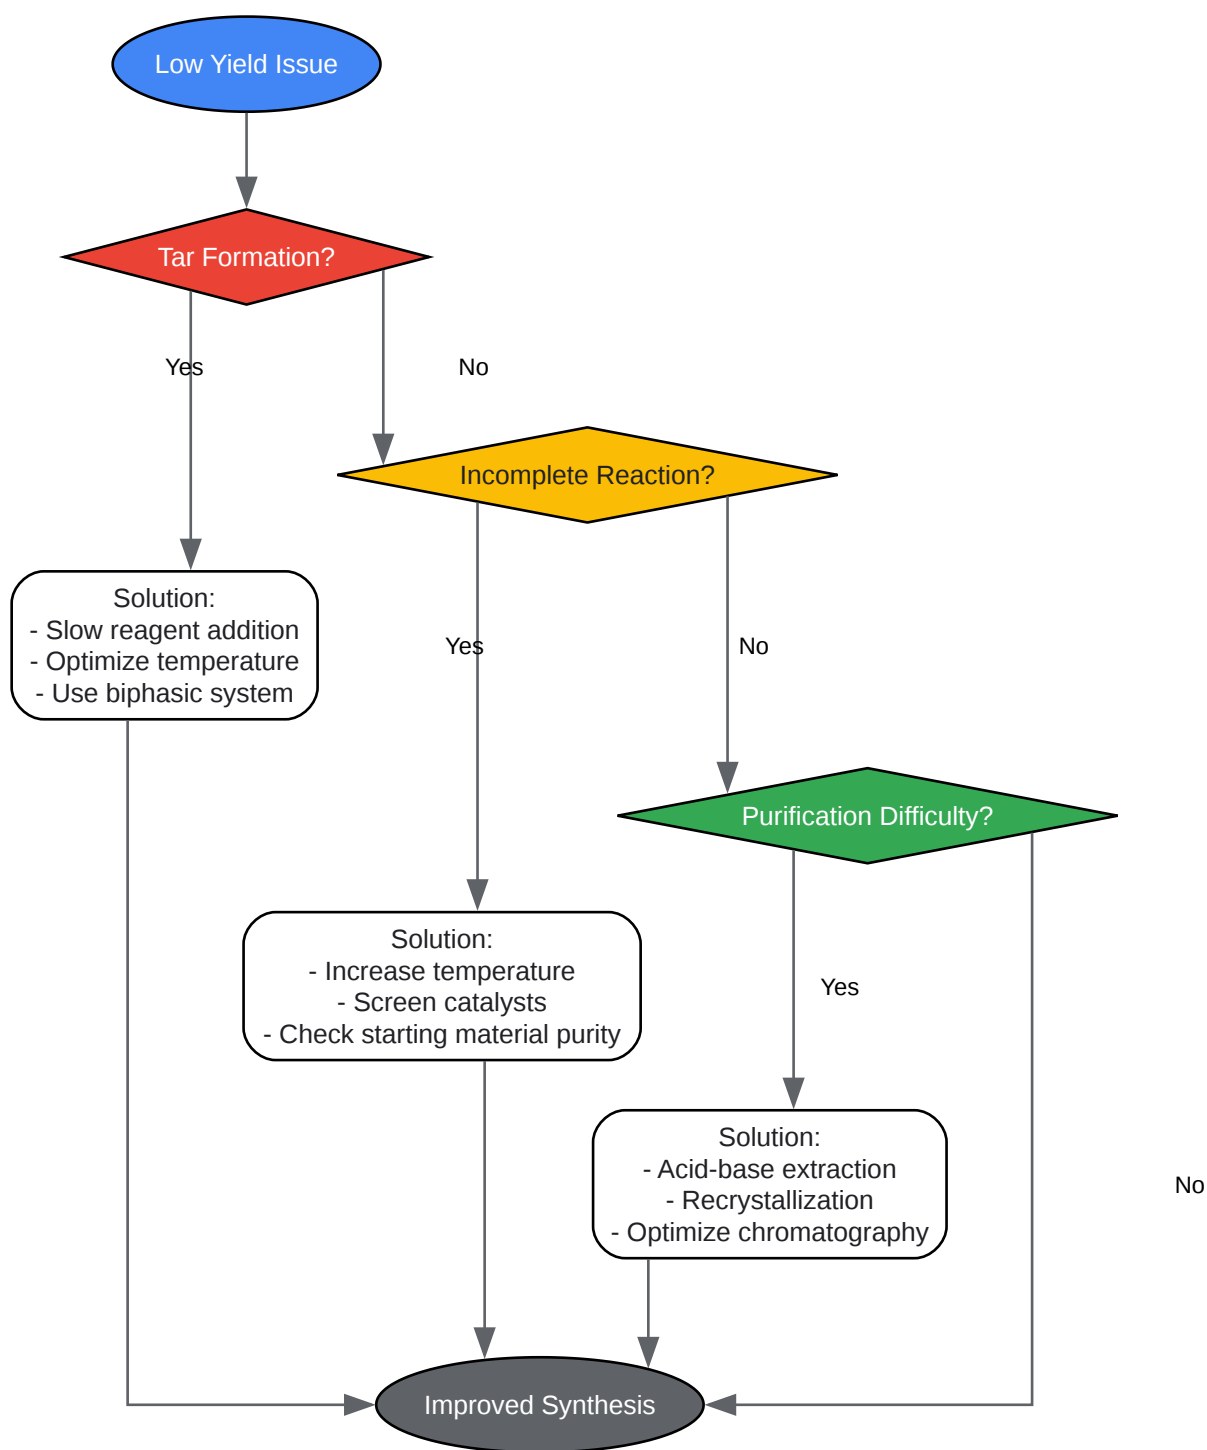 Low Yield Issue
Tar Formation?
Yes
No
Incomplete Reaction?
Solution:
- Slow reagent addition
- Optimize temperature
- Use biphasic system
Yes
No
Purification Difficulty?
Solution:
- Increase temperature
- Screen catalysts
- Check starting material purity
Yes
Solution:
- Acid-base extraction
- Recrystallization
- Optimize chromatography
No
Improved Synthesis